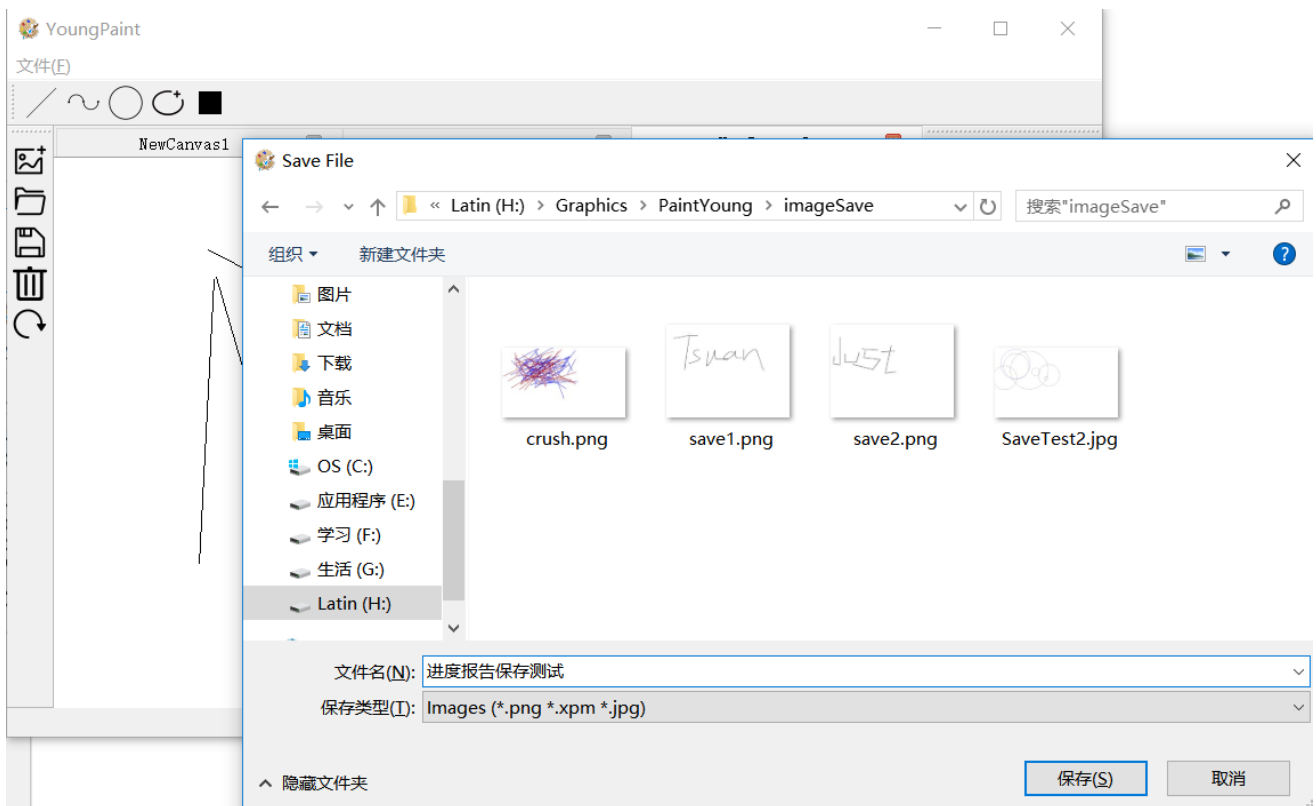 YoungPaint
文件(F)
NewCanvas1
Save File
« Latin (H:) > Graphics > PaintYoung > imageSave
搜索"imageSave"
组织 新建文件夹
图片
文档
下载
音乐
桌面
OS (C:)
应用程序 (E:)
学习 (F:)
生活 (G:)
Latin (H:)
Tsuan
Just
crush.png save1.png save2.png SaveTest2.jpg
文件名(N): 进度报告保存测试
保存类型(T): Images (*.png *.xpm *.jpg)
隐藏文件夹
保存(S) 取消